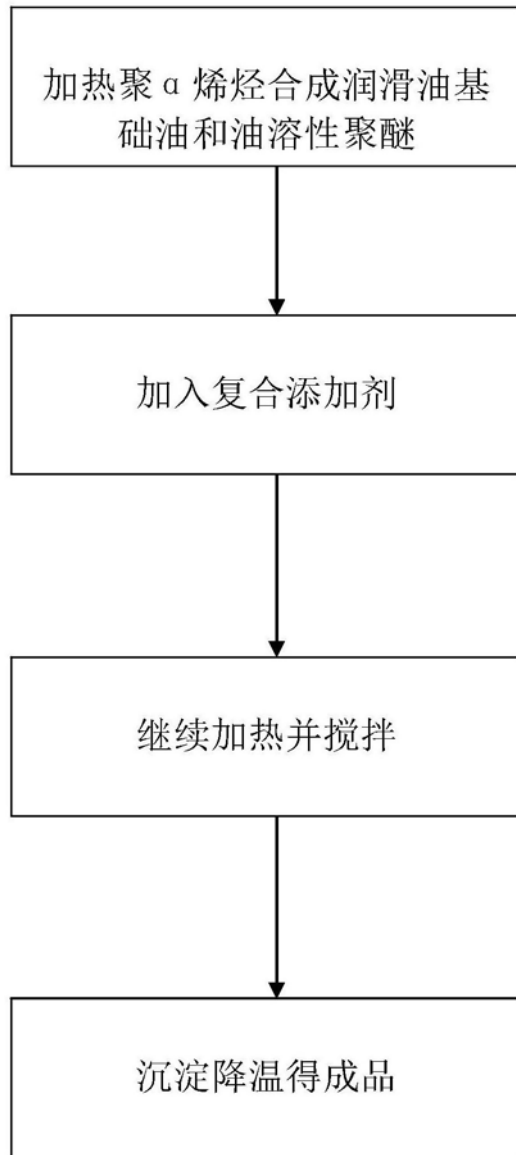 加热聚α烯烃合成润滑油基
础油和油溶性聚醚
加入复合添加剂
继续加热并搅拌
沉淀降温得成品